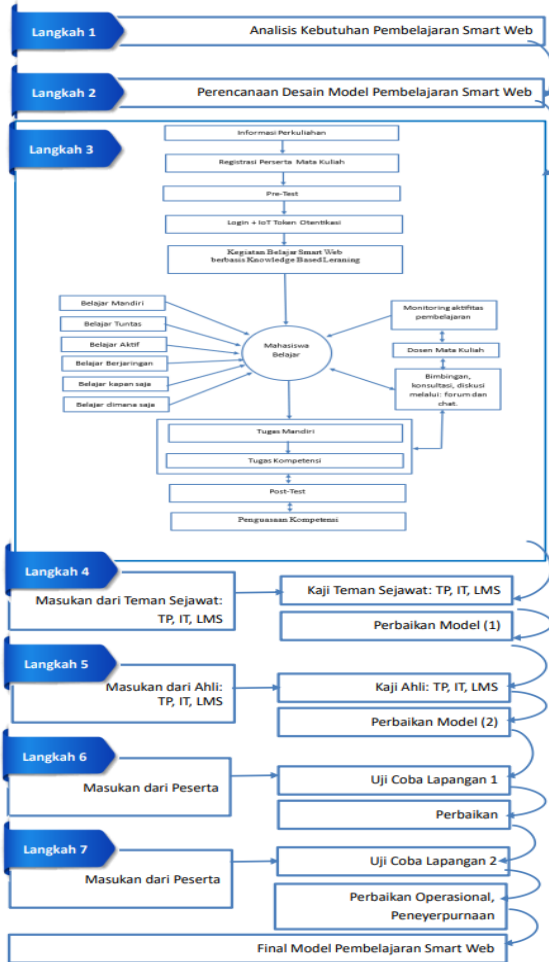 Langkah 1
Analisis Kebutuhan Pembelajaran Smart Web
Langkah 2
Perencanaan Desain Model Pembelajaran Smart Web
Langkah 3
Informasi Perkuliahan
Registrasi Perserta Mata Kuliah
Pre-Test
Login + IoT Token Otentikasi
Kegiatan Belajar Smart Web
berbasis Knowledge Based Leraning
Belajar Mandiri
Belajar Tuntas
Belajar Aktif
Belajar Berjaringan
Belajar kapan saja
Belajar dimana saja
Mahasiswa
Belajar
Monitoring aktifitas
pembelajaran
Dosen Mata Kuliah
Bimbingan,
konsultasi, diskusi
melalui: forum dan
chat.
Tugas Mandiri
Tugas Kompetensi
Post-Test
Penguasaan Kompetensi
Langkah 4
Masukan dari Teman Sejawat:
TP, IT, LMS
Kaji Teman Sejawat: TP, IT, LMS
Perbaikan Model (1)
Langkah 5
Masukan dari Ahli:
TP, IT, LMS
Kaji Ahli: TP, IT, LMS
Perbaikan Model (2)
Langkah 6
Masukan dari Peserta
Uji Coba Lapangan 1
Perbaikan
Langkah 7
Masukan dari Peserta
Uji Coba Lapangan 2
Perbaikan Operasional,
Peneyerpurnaan
Final Model Pembelajaran Smart Web